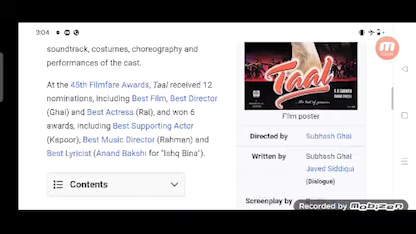 3:04
soundtrack, costumes, choreography and
performances of the cast.
At the 45th Filmfare Awards, Taal received 12
nominations, including Best Film, Best Director
(Ghai) and Best Actress (Rai), and won 6
awards, including Best Supporting Actor
(Kapoor), Best Music Director (Rahman) and
Best Lyricist (Anand Bakshi for "Ishq Bina").
Contents
Taal
Film poster
Directed by Subhash Ghai
Written by Subhash Ghai
Javed Siddiqui
(Dialogue)
Screenplay by
Recorded by mobizen